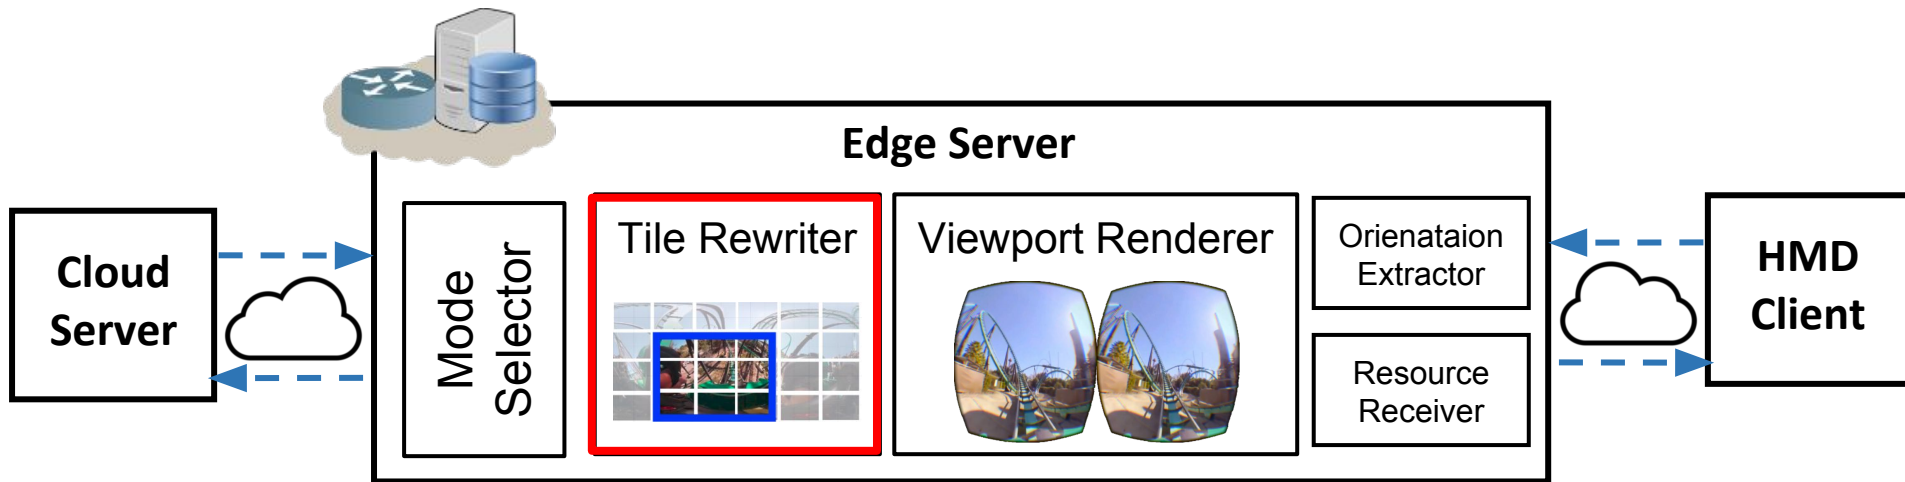 Edge Server
Cloud
Server
Mode
Selector
Tile Rewriter
Viewport Renderer
Orienataion
Extractor
Resource
Receiver
HMD
Client